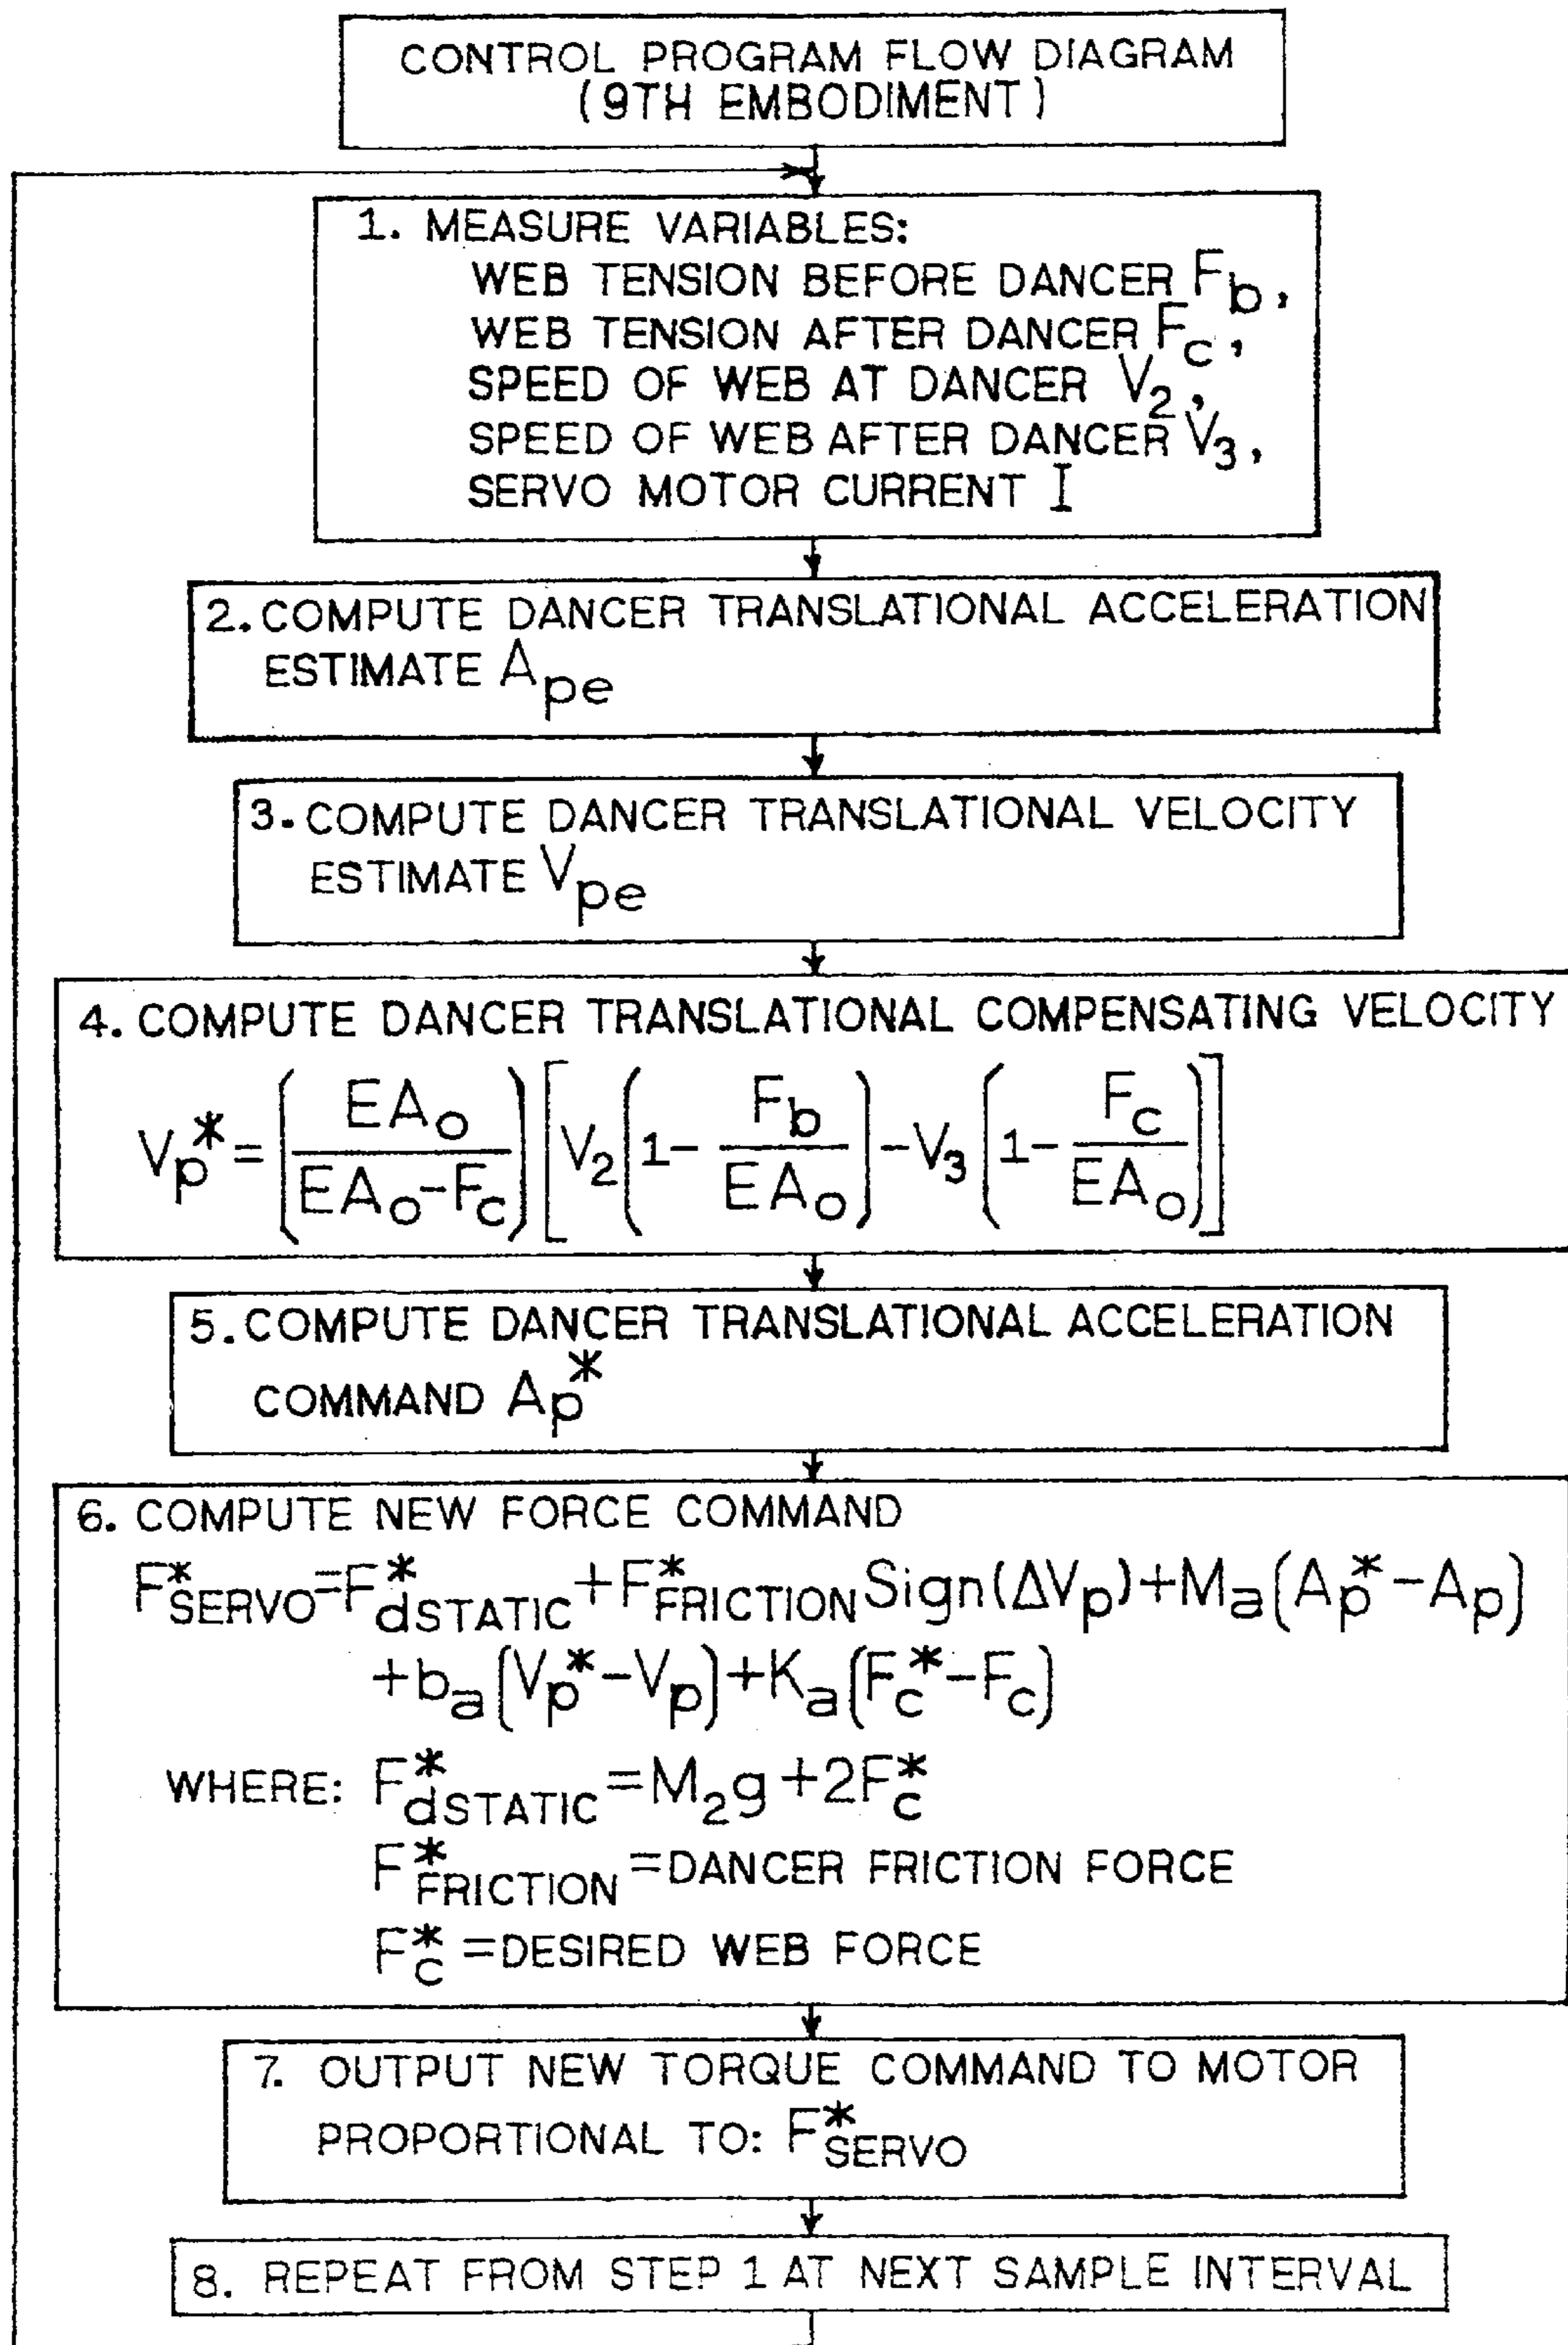 CONTROL PROGRAM FLOW DIAGRAM
(9TH EMBODIMENT)
1. MEASURE VARIABLES:
WEB TENSION BEFORE DANCER F_b,
WEB TENSION AFTER DANCER F_c,
SPEED OF WEB AT DANCER V_2,
SPEED OF WEB AFTER DANCER V_3,
SERVO MOTOR CURRENT I
2. COMPUTE DANCER TRANSLATIONAL ACCELERATION
ESTIMATE A_pe
3. COMPUTE DANCER TRANSLATIONAL VELOCITY
ESTIMATE V_pe
4. COMPUTE DANCER TRANSLATIONAL COMPENSATING VELOCITY
V_p^* = (EA_o / (EA_o - F_c)) [V_2 (1 - F_b / EA_o) - V_3 (1 - F_c / EA_o)]
5. COMPUTE DANCER TRANSLATIONAL ACCELERATION
COMMAND A_p^*
6. COMPUTE NEW FORCE COMMAND
F^*_SERVO = F^*_dSTATIC + F^*_FRICTION Sign(ΔV_p) + M_a (A_p^* - A_p)
+ b_a (V_p^* - V_p) + K_a (F_c^* - F_c)
WHERE: F^*_dSTATIC = M_2 g + 2F_c^*
F^*_FRICTION = DANCER FRICTION FORCE
F_c^* = DESIRED WEB FORCE
7. OUTPUT NEW TORQUE COMMAND TO MOTOR
PROPORTIONAL TO: F^*_SERVO
8. REPEAT FROM STEP 1 AT NEXT SAMPLE INTERVAL